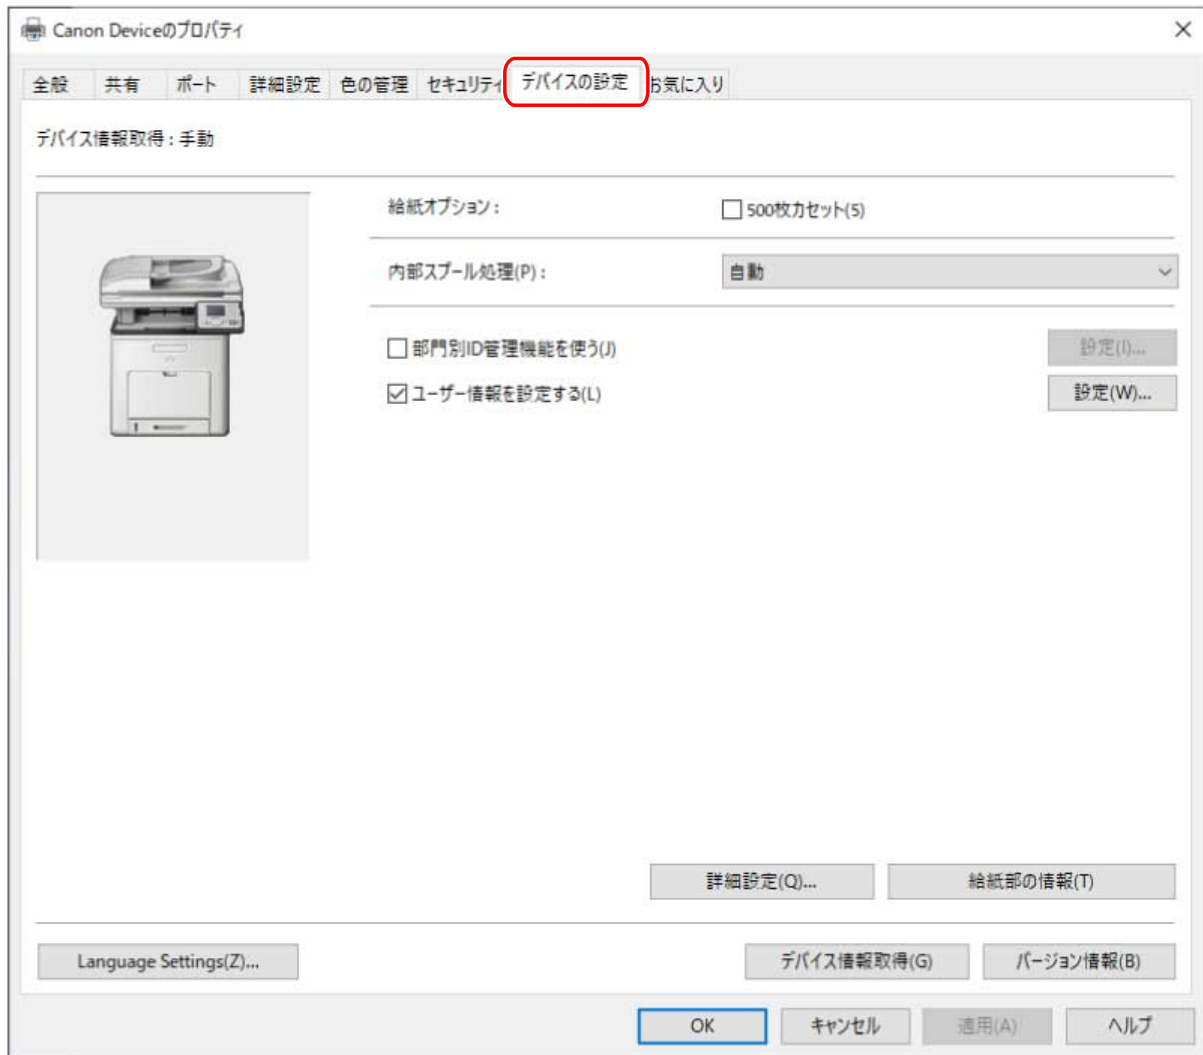 Canon Deviceのプロパティ
全般 共有 ポート 詳細設定 色の管理 セキュリティ デバイスの設定 お気に入り
デバイス情報取得 : 手動
給紙オプション : 500枚カセット(5)
内部スプール処理(P) : 自動
部門別ID管理機能を使う(J) 設定(I)...
ユーザー情報を設定する(L) 設定(W)...
詳細設定(Q)... 給紙部の情報(T)
Language Settings(Z)... デバイス情報取得(G) バージョン情報(B)
OK キャンセル 適用(A) ヘルプ